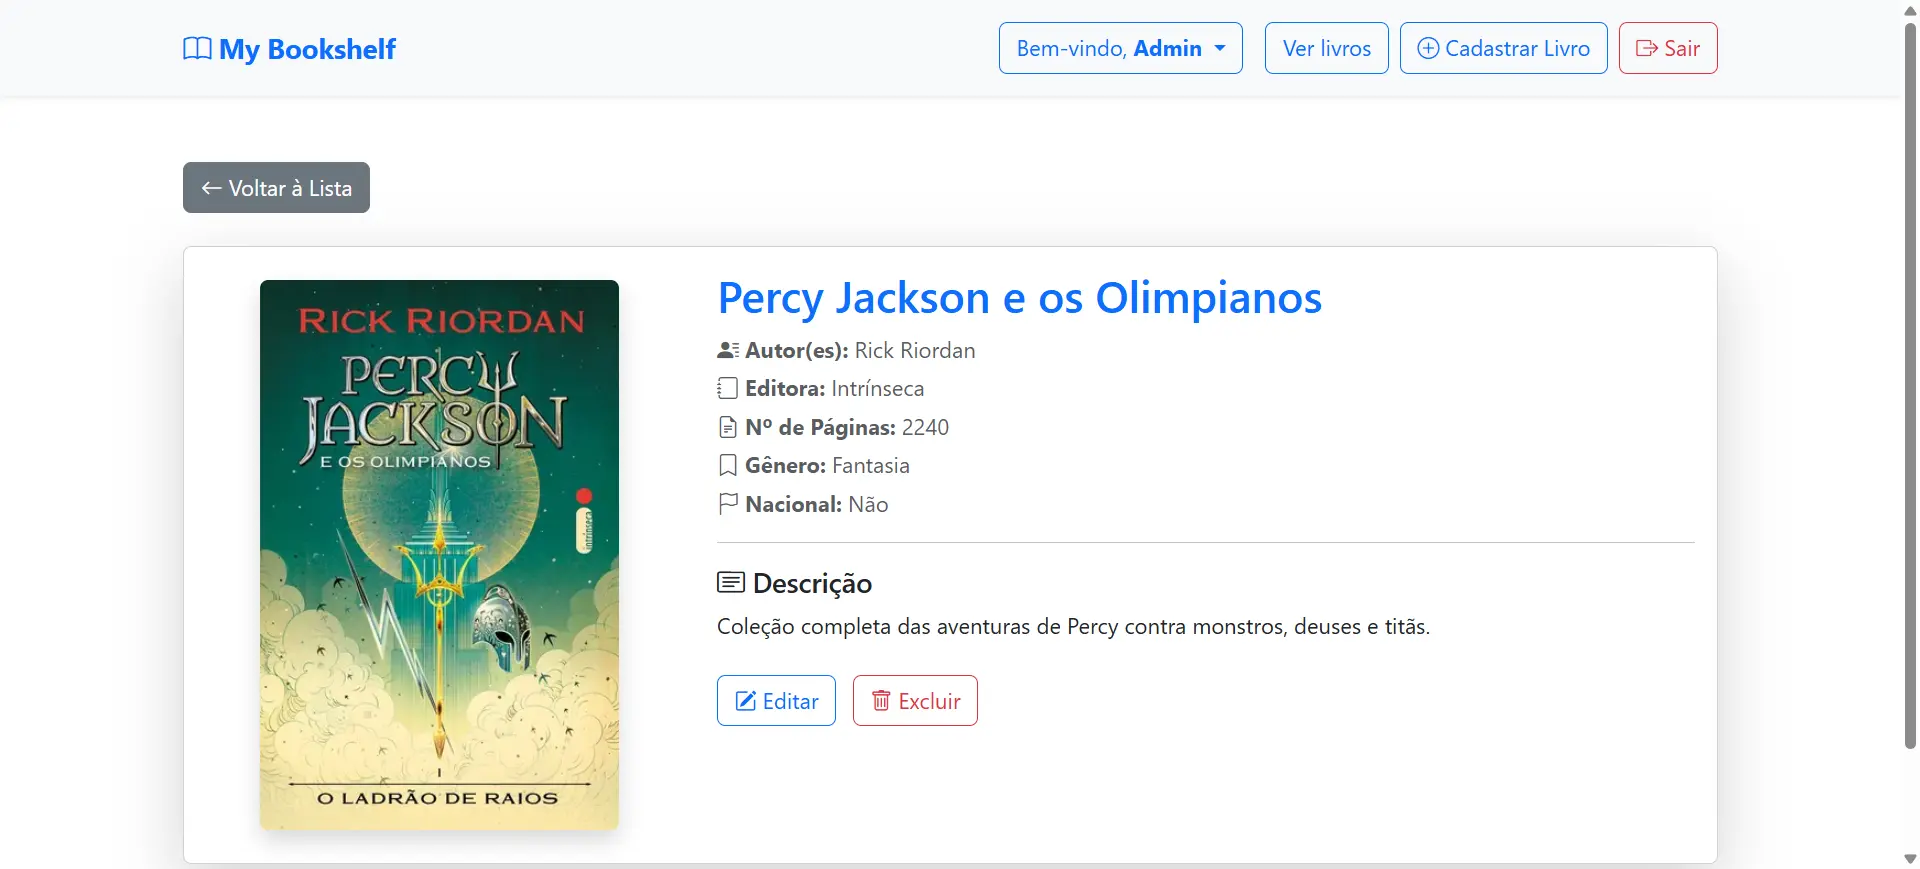 My Bookshelf
Bem-vindo, Admin
Ver livros
Cadastrar Livro
Sair
← Voltar à Lista
RICK RIORDAN
PERCY
JACKSON
E OS OLIMPIANOS
intrínseca
I
O LADRÃO DE RAIOS
Percy Jackson e os Olimpianos
Autor(es): Rick Riordan
Editora: Intrínseca
Nº de Páginas: 2240
Gênero: Fantasia
Nacional: Não
Descrição
Coleção completa das aventuras de Percy contra monstros, deuses e titãs.
Editar
Excluir